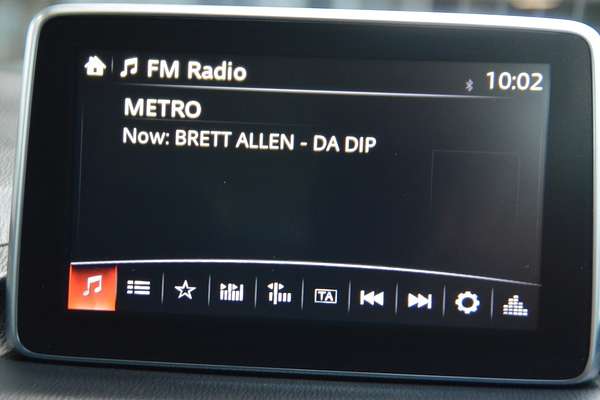 FM Radio 10:02
METRO
Now: BRETT ALLEN - DA DIP
TA